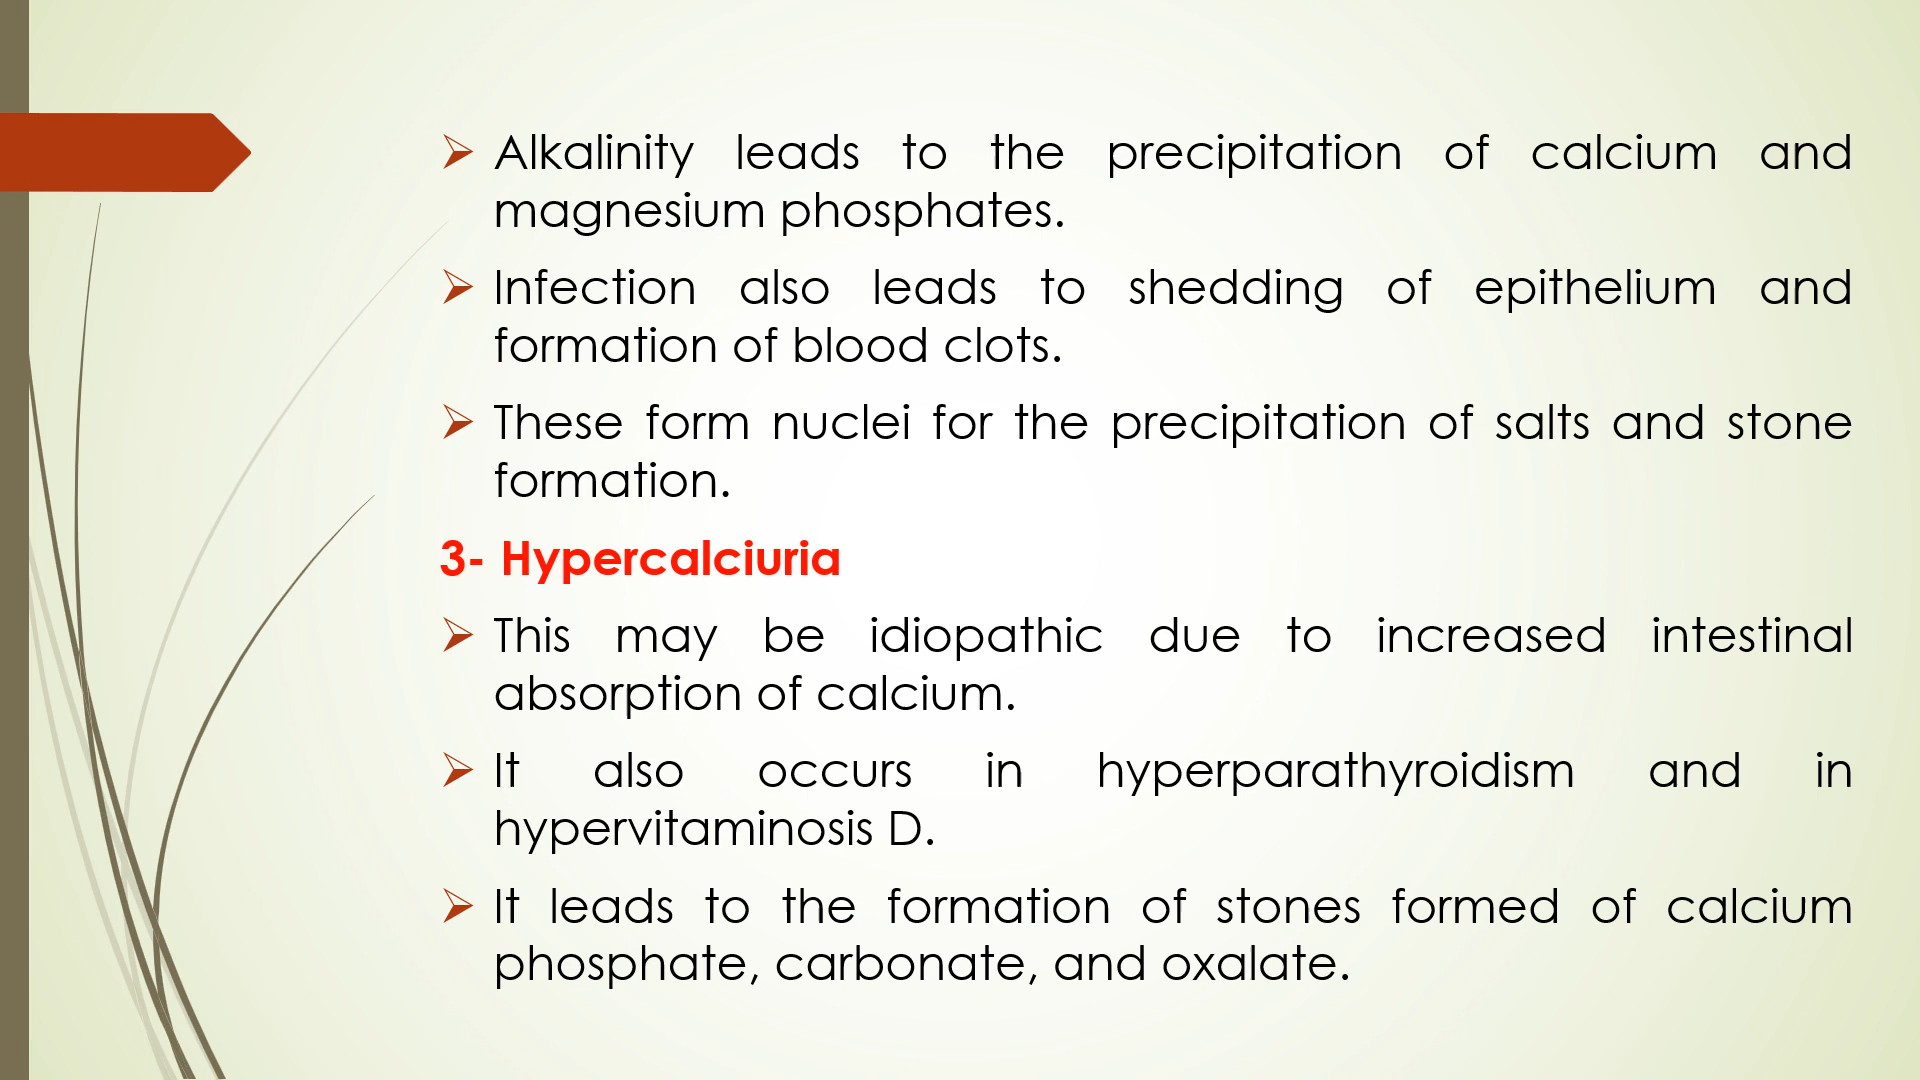 Alkalinity leads to the precipitation of calcium and
magnesium phosphates.
Infection also leads to shedding of epithelium and
formation of blood clots.
These form nuclei for the precipitation of salts and stone
formation.
3- Hypercalciuria
This may be idiopathic due to increased intestinal
absorption of calcium.
It also occurs in hyperparathyroidism and in
hypervitaminosis D.
It leads to the formation of stones formed of calcium
phosphate, carbonate, and oxalate.